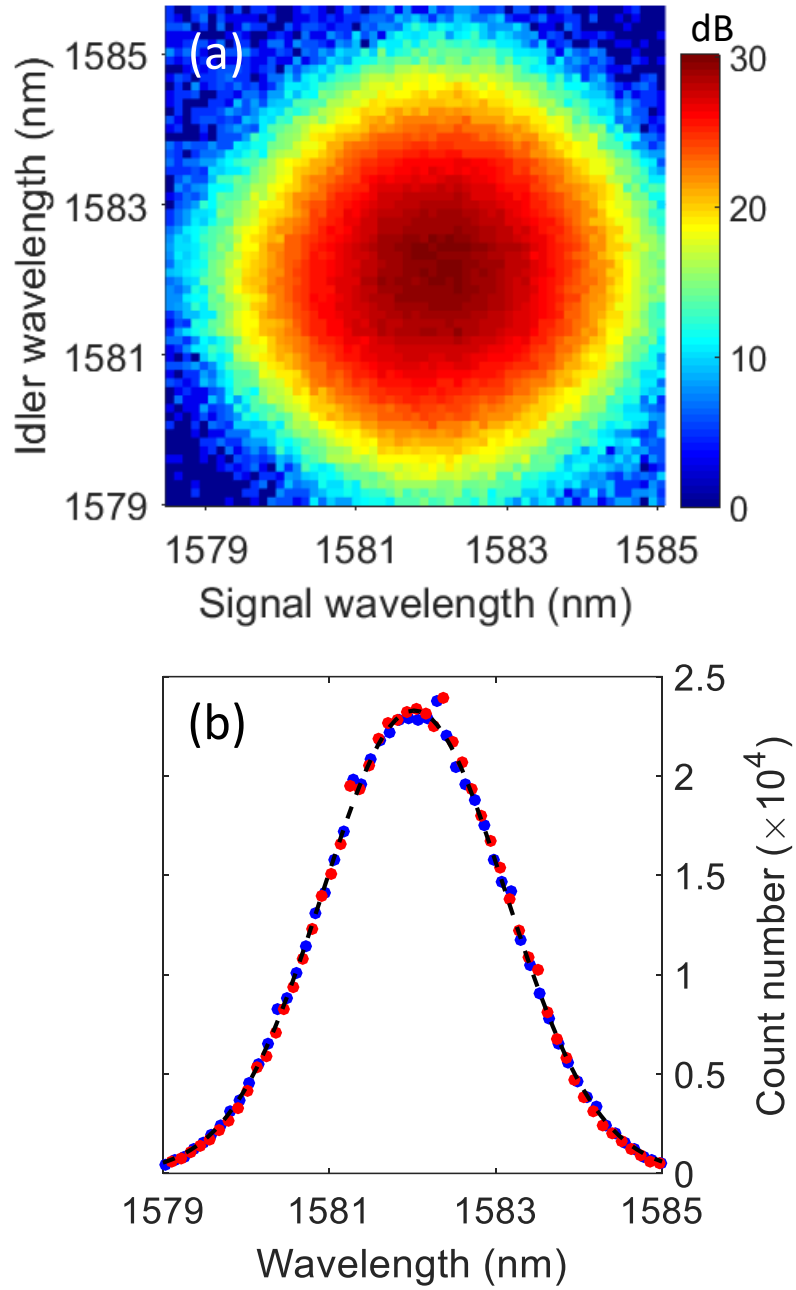 (a)
dB
Idler wavelength (nm)
1585
1583
1581
1579
30
20
10
0
1579 1581 1583 1585
Signal wavelength (nm)
(b)
2.5
2
1.5
1
0.5
0
Count number (×10⁴)
1579 1581 1583 1585
Wavelength (nm)